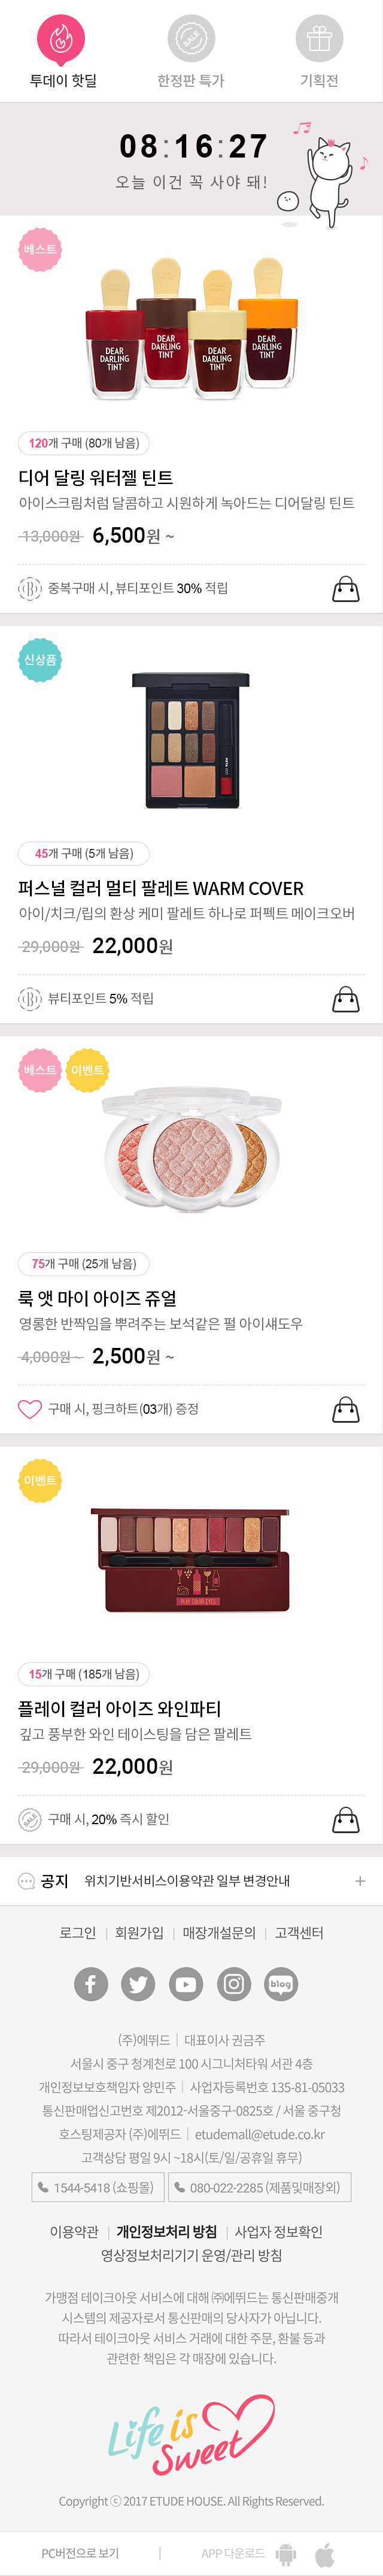 투데이 핫딜
SALE
한정판 특가
기획전
08:16:27
오늘 이건 꼭 사야 돼!
베스트
DEAR DARLING TINT
DEAR DARLING TINT
DEAR DARLING TINT
DEAR DARLING TINT
120개 구매 (80개 남음)
디어 달링 워터젤 틴트
아이스크림처럼 달콤하고 시원하게 녹아드는 디어달링 틴트
13,000원 6,500원 ~
중복구매 시, 뷰티포인트 30% 적립
신상품
45개 구매 (5개 남음)
퍼스널 컬러 멀티 팔레트 WARM COVER
아이/치크/립의 환상 케미 팔레트 하나로 퍼펙트 메이크오버
29,000원 22,000원
뷰티포인트 5% 적립
베스트 이벤트
75개 구매 (25개 남음)
룩 앳 마이 아이즈 쥬얼
영롱한 반짝임을 뿌려주는 보석같은 펄 아이섀도우
4,000원 ~ 2,500원 ~
구매 시, 핑크하트(03개) 증정
이벤트
PLAY COLOR EYES
15개 구매 (185개 남음)
플레이 컬러 아이즈 와인파티
깊고 풍부한 와인 테이스팅을 담은 팔레트
29,000원 22,000원
SALE
구매 시, 20% 즉시 할인
공지 위치기반서비스이용약관 일부 변경안내 +
로그인 | 회원가입 | 매장개설문의 | 고객센터
blog
(주)에뛰드 | 대표이사 권금주
서울시 중구 청계천로 100 시그니처타워 서관 4층
개인정보보호책임자 양민주 | 사업자등록번호 135-81-05033
통신판매업신고번호 제2012-서울중구-0825호 / 서울 중구청
호스팅제공자 (주)에뛰드 | etudemall@etude.co.kr
고객상담 평일 9시 ~18시(토/일/공휴일 휴무)
1544-5418 (쇼핑몰) 080-022-2285 (제품및매장외)
이용약관 | 개인정보처리 방침 | 사업자 정보확인
영상정보처리기기 운영/관리 방침
가맹점 테이크아웃 서비스에 대해 ㈜에뛰드는 통신판매중개
시스템의 제공자로서 통신판매의 당사자가 아닙니다.
따라서 테이크아웃 서비스 거래에 대한 주문, 환불 등과
관련한 책임은 각 매장에 있습니다.
Life is
Sweet
Copyright ⓒ 2017 ETUDE HOUSE. All Rights Reserved.
PC버전으로 보기 | APP 다운로드